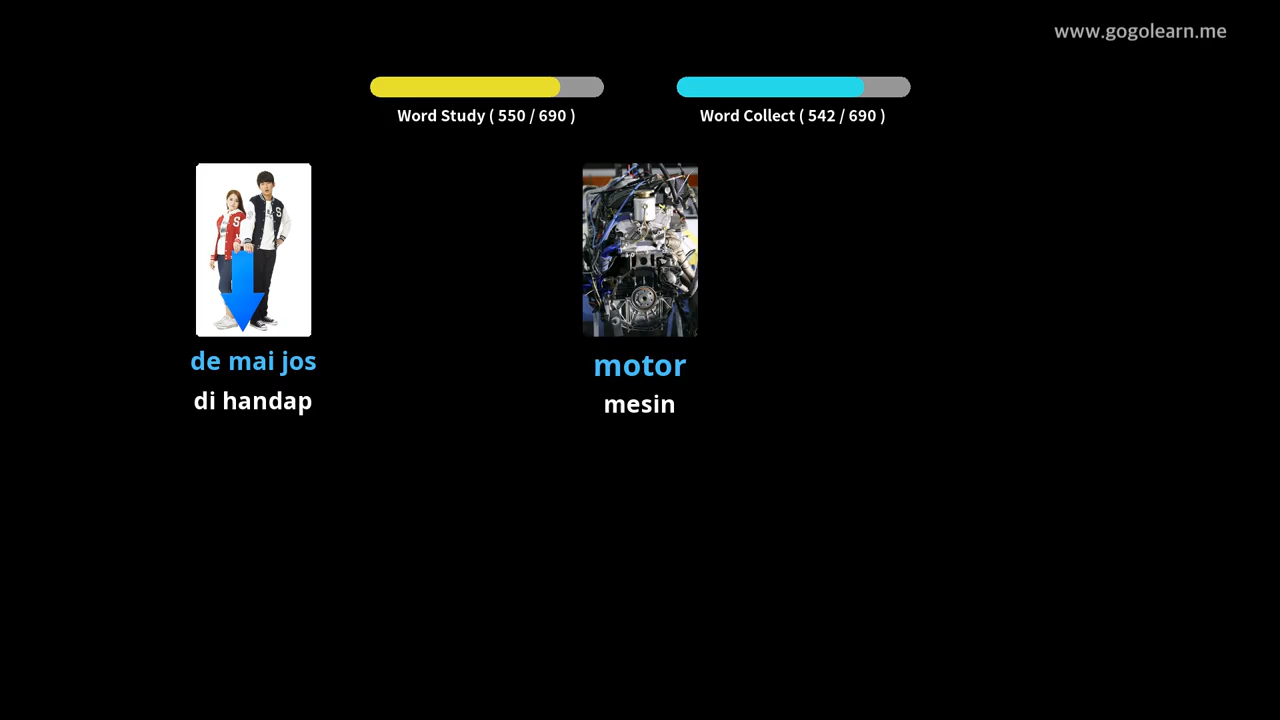 www.gogolearn.me
Word Study ( 550 / 690 )
Word Collect ( 542 / 690 )
de mai jos
di handap
motor
mesin